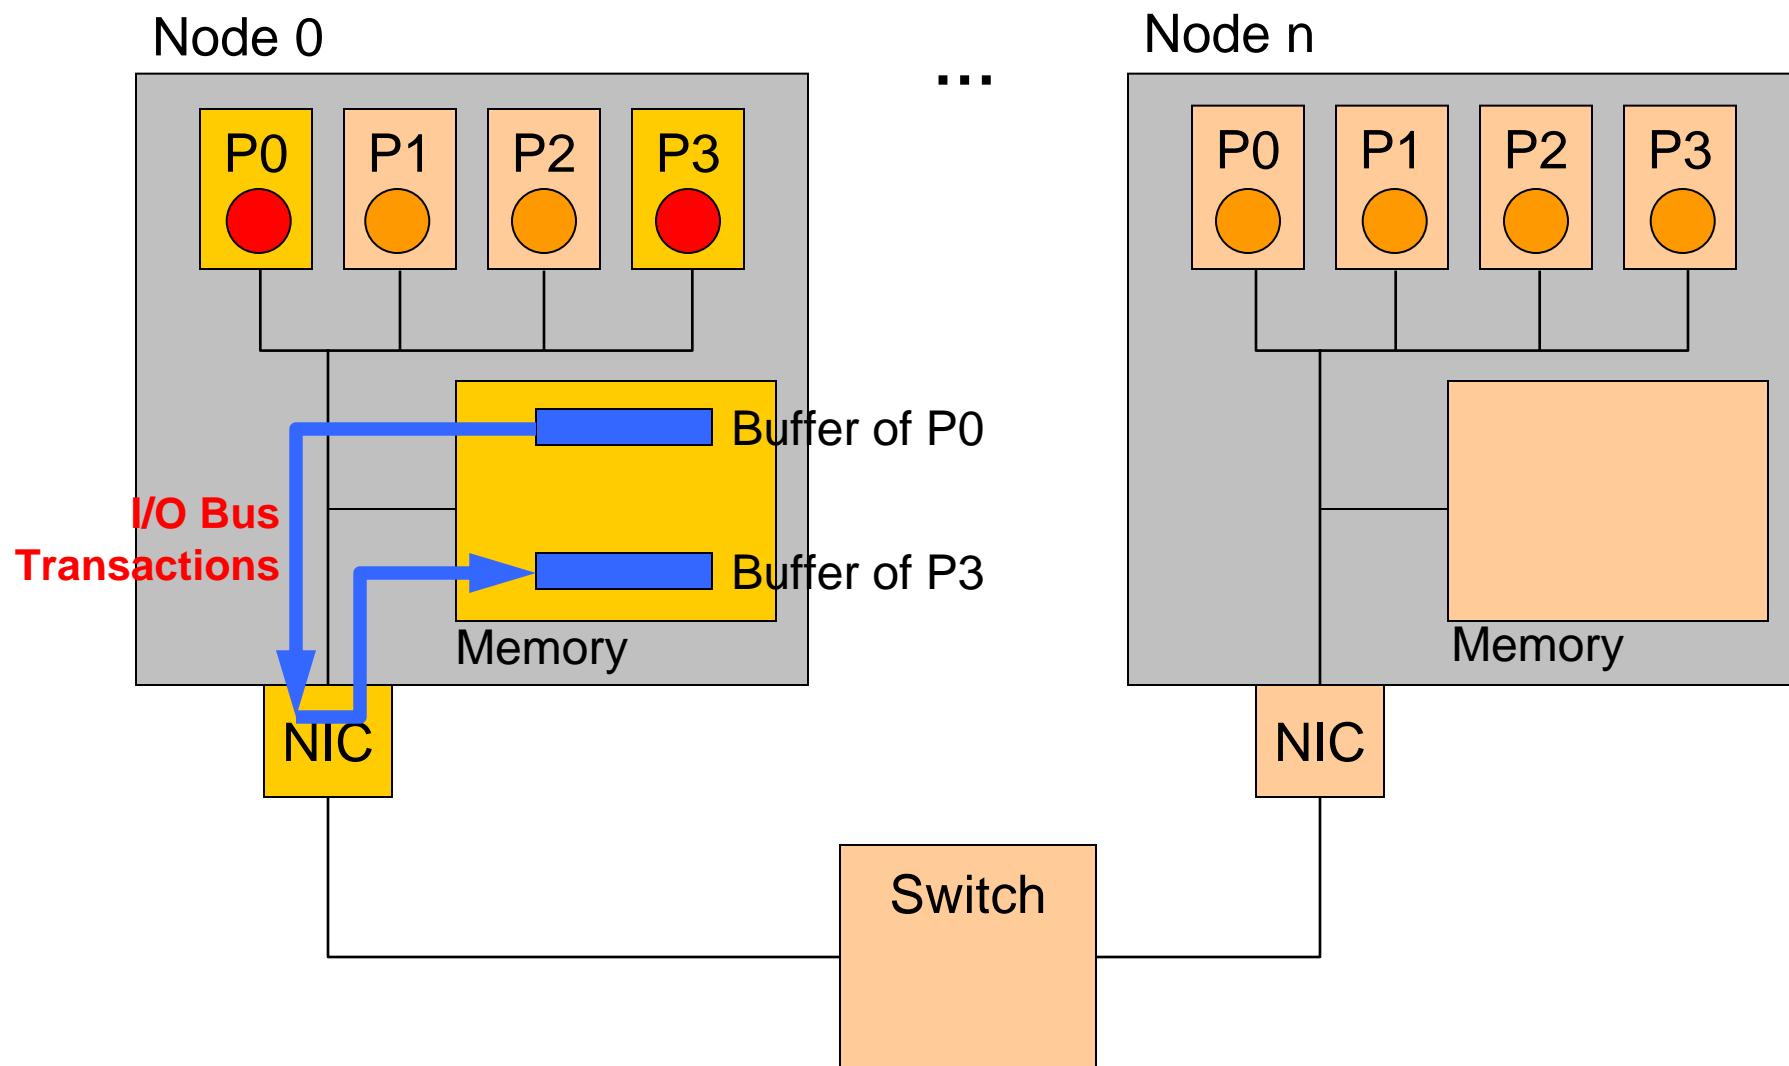 Node 0
...
Node n
P0
P1
P2
P3
P0
P1
P2
P3
Buffer of P0
I/O Bus
Transactions
Buffer of P3
Memory
Memory
NIC
NIC
Switch